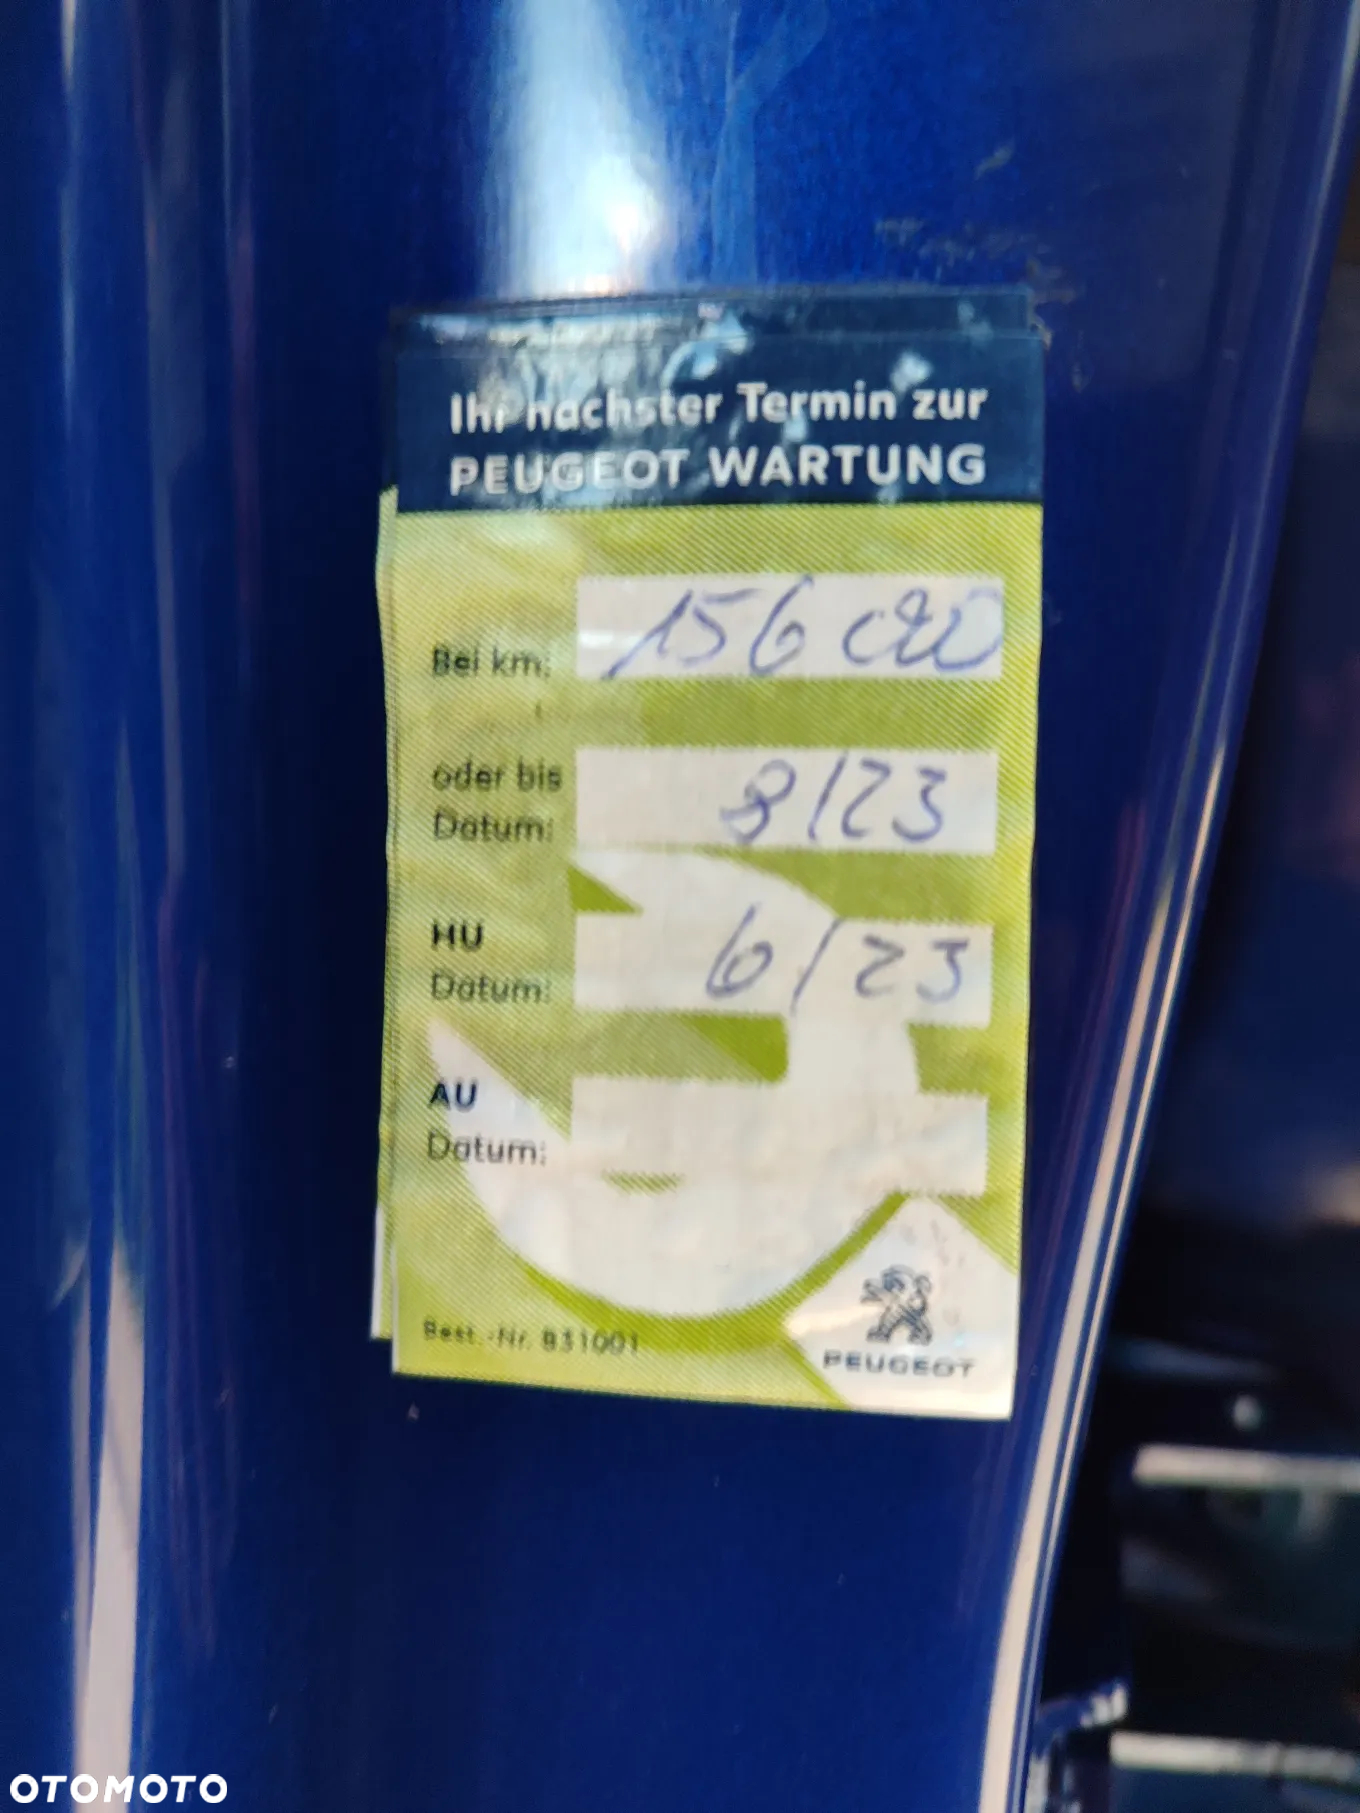 Ihr nächster Termin zur
PEUGEOT WARTUNG
Bei km: 156 000
oder bis
Datum: 8/23
HU
Datum: 6/23
AU
Datum:
Best.-Nr. 831001
PEUGEOT
OTOMOTO